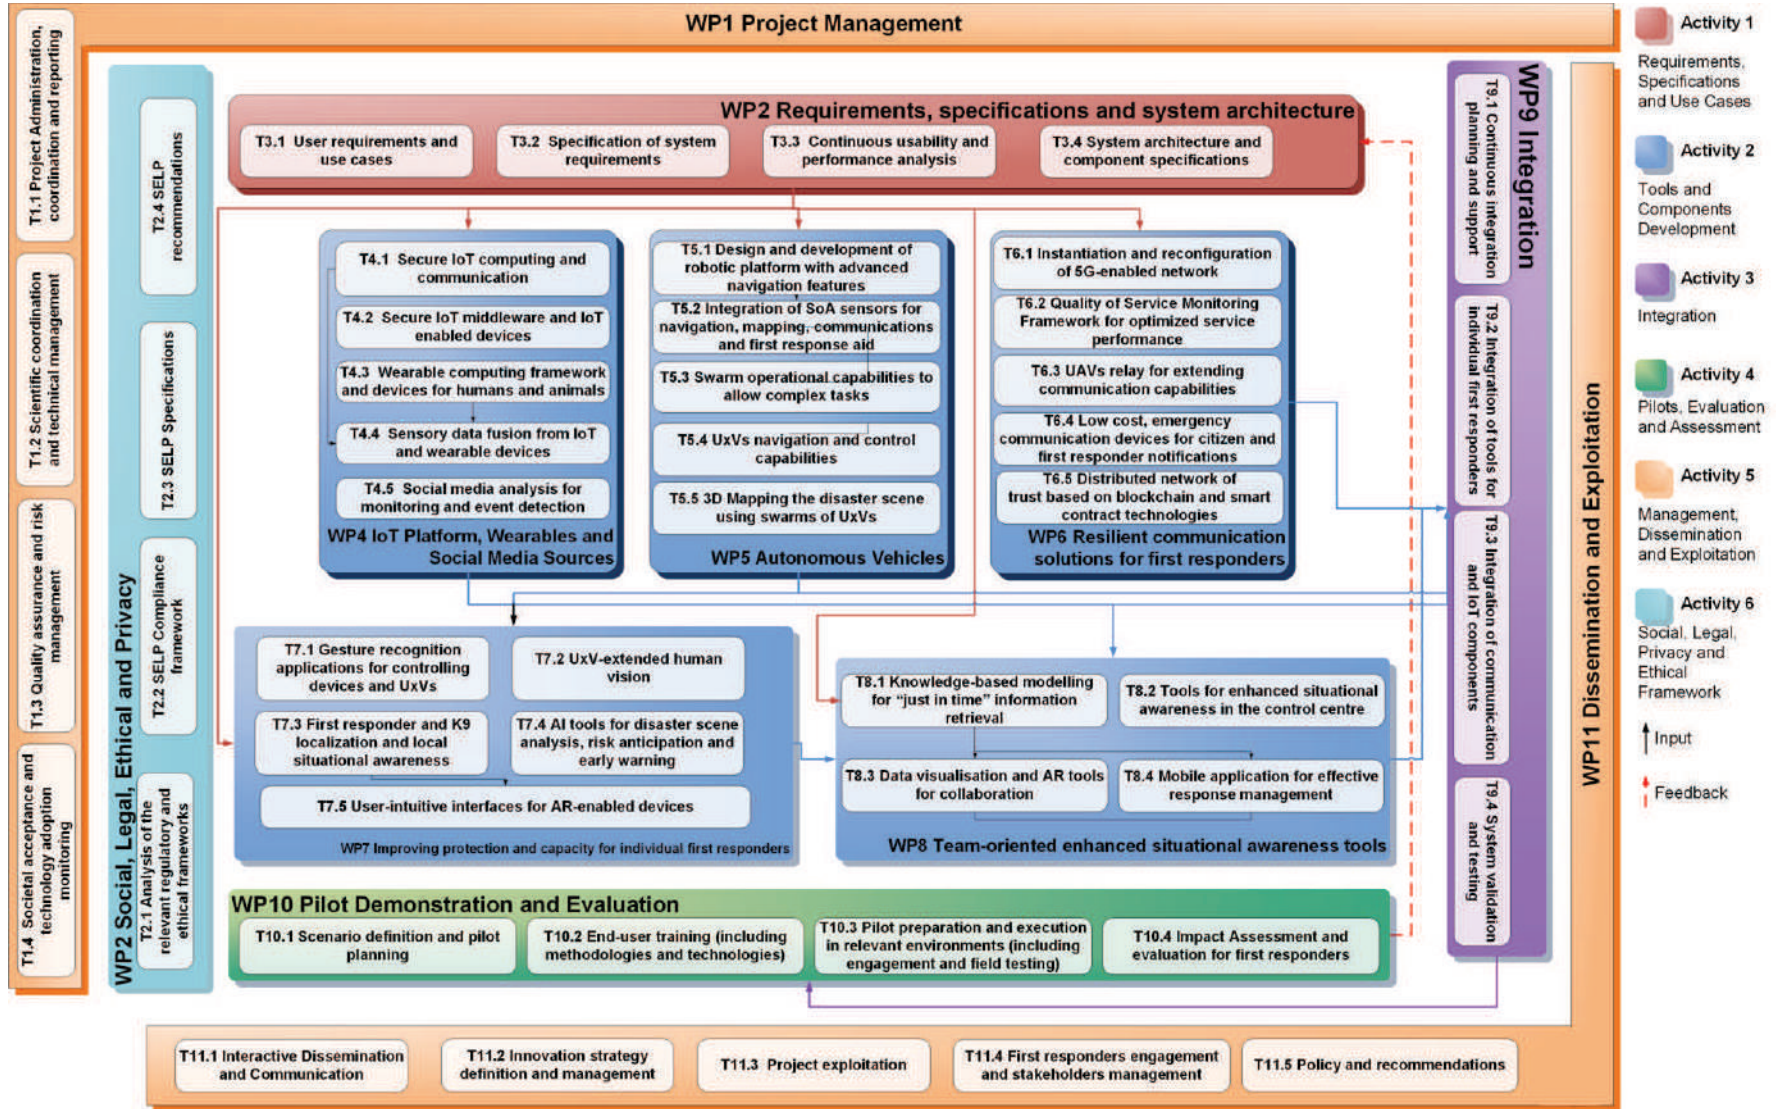 WP1 Project Management
T1.1 Project Administration,
coordination and reporting
T1.2 Scientific coordination
and technical management
T1.3 Quality assurance and risk
management
T1.4 Societal acceptance and
technology adoption
monitoring
WP2 Social, Legal, Ethical and Privacy
T2.4 SELP
recommendations
T2.3 SELP Specifications
T2.2 SELP Compliance
framework
T2.1 Analysis of the
relevant regulatory and
ethical frameworks
WP2 Requirements, specifications and system architecture
T3.1 User requirements and
use cases
T3.2 Specification of system
requirements
T3.3 Continuous usability and
performance analysis
T3.4 System architecture and
component specifications
T4.1 Secure IoT computing and
communication
T4.2 Secure IoT middleware and IoT
enabled devices
T4.3 Wearable computing framework
and devices for humans and animals
T4.4 Sensory data fusion from IoT
and wearable devices
T4.5 Social media analysis for
monitoring and event detection
WP4 IoT Platform, Wearables and
Social Media Sources
T5.1 Design and development of
robotic platform with advanced
navigation features
T5.2 Integration of SoA sensors for
navigation, mapping, communications
and first response aid
T5.3 Swarm operational capabilities to
allow complex tasks
T5.4 UxVs navigation and control
capabilities
T5.5 3D Mapping the disaster scene
using swarms of UxVs
WP5 Autonomous Vehicles
T6.1 Instantiation and reconfiguration
of 5G-enabled network
T6.2 Quality of Service Monitoring
Framework for optimized service
performance
T6.3 UAVs relay for extending
communication capabilities
T6.4 Low cost, emergency
communication devices for citizen and
first responder notifications
T6.5 Distributed network of
trust based on blockchain and smart
contract technologies
WP6 Resilient communication
solutions for first responders
T7.1 Gesture recognition
applications for controlling
devices and UxVs
T7.2 UxV-extended human
vision
T7.3 First responder and K9
localization and local
situational awareness
T7.4 AI tools for disaster scene
analysis, risk anticipation and
early warning
T7.5 User-intuitive interfaces for AR-enabled devices
WP7 Improving protection and capacity for individual first responders
T8.1 Knowledge-based modelling
for “just in time” information
retrieval
T8.2 Tools for enhanced situational
awareness in the control centre
T8.3 Data visualisation and AR tools
for collaboration
T8.4 Mobile application for effective
response management
WP8 Team-oriented enhanced situational awareness tools
WP9 Integration
T9.1 Continuous integration
planning and support
T9.2 Integration of tools for
individual first responders
T9.3 Integration of communication
and IoT components
T9.4 System validation
and testing
WP10 Pilot Demonstration and Evaluation
T10.1 Scenario definition and pilot
planning
T10.2 End-user training (including
methodologies and technologies)
T10.3 Pilot preparation and execution
in relevant environments (including
engagement and field testing)
T10.4 Impact Assessment and
evaluation for first responders
WP11 Dissemination and Exploitation
T11.1 Interactive Dissemination
and Communication
T11.2 Innovation strategy
definition and management
T11.3 Project exploitation
T11.4 First responders engagement
and stakeholders management
T11.5 Policy and recommendations
Activity 1
Requirements,
Specifications
and Use Cases
Activity 2
Tools and
Components
Development
Activity 3
Integration
Activity 4
Pilots, Evaluation
and Assessment
Activity 5
Management,
Dissemination
and Exploitation
Activity 6
Social, Legal,
Privacy and
Ethical
Framework
Input
Feedback